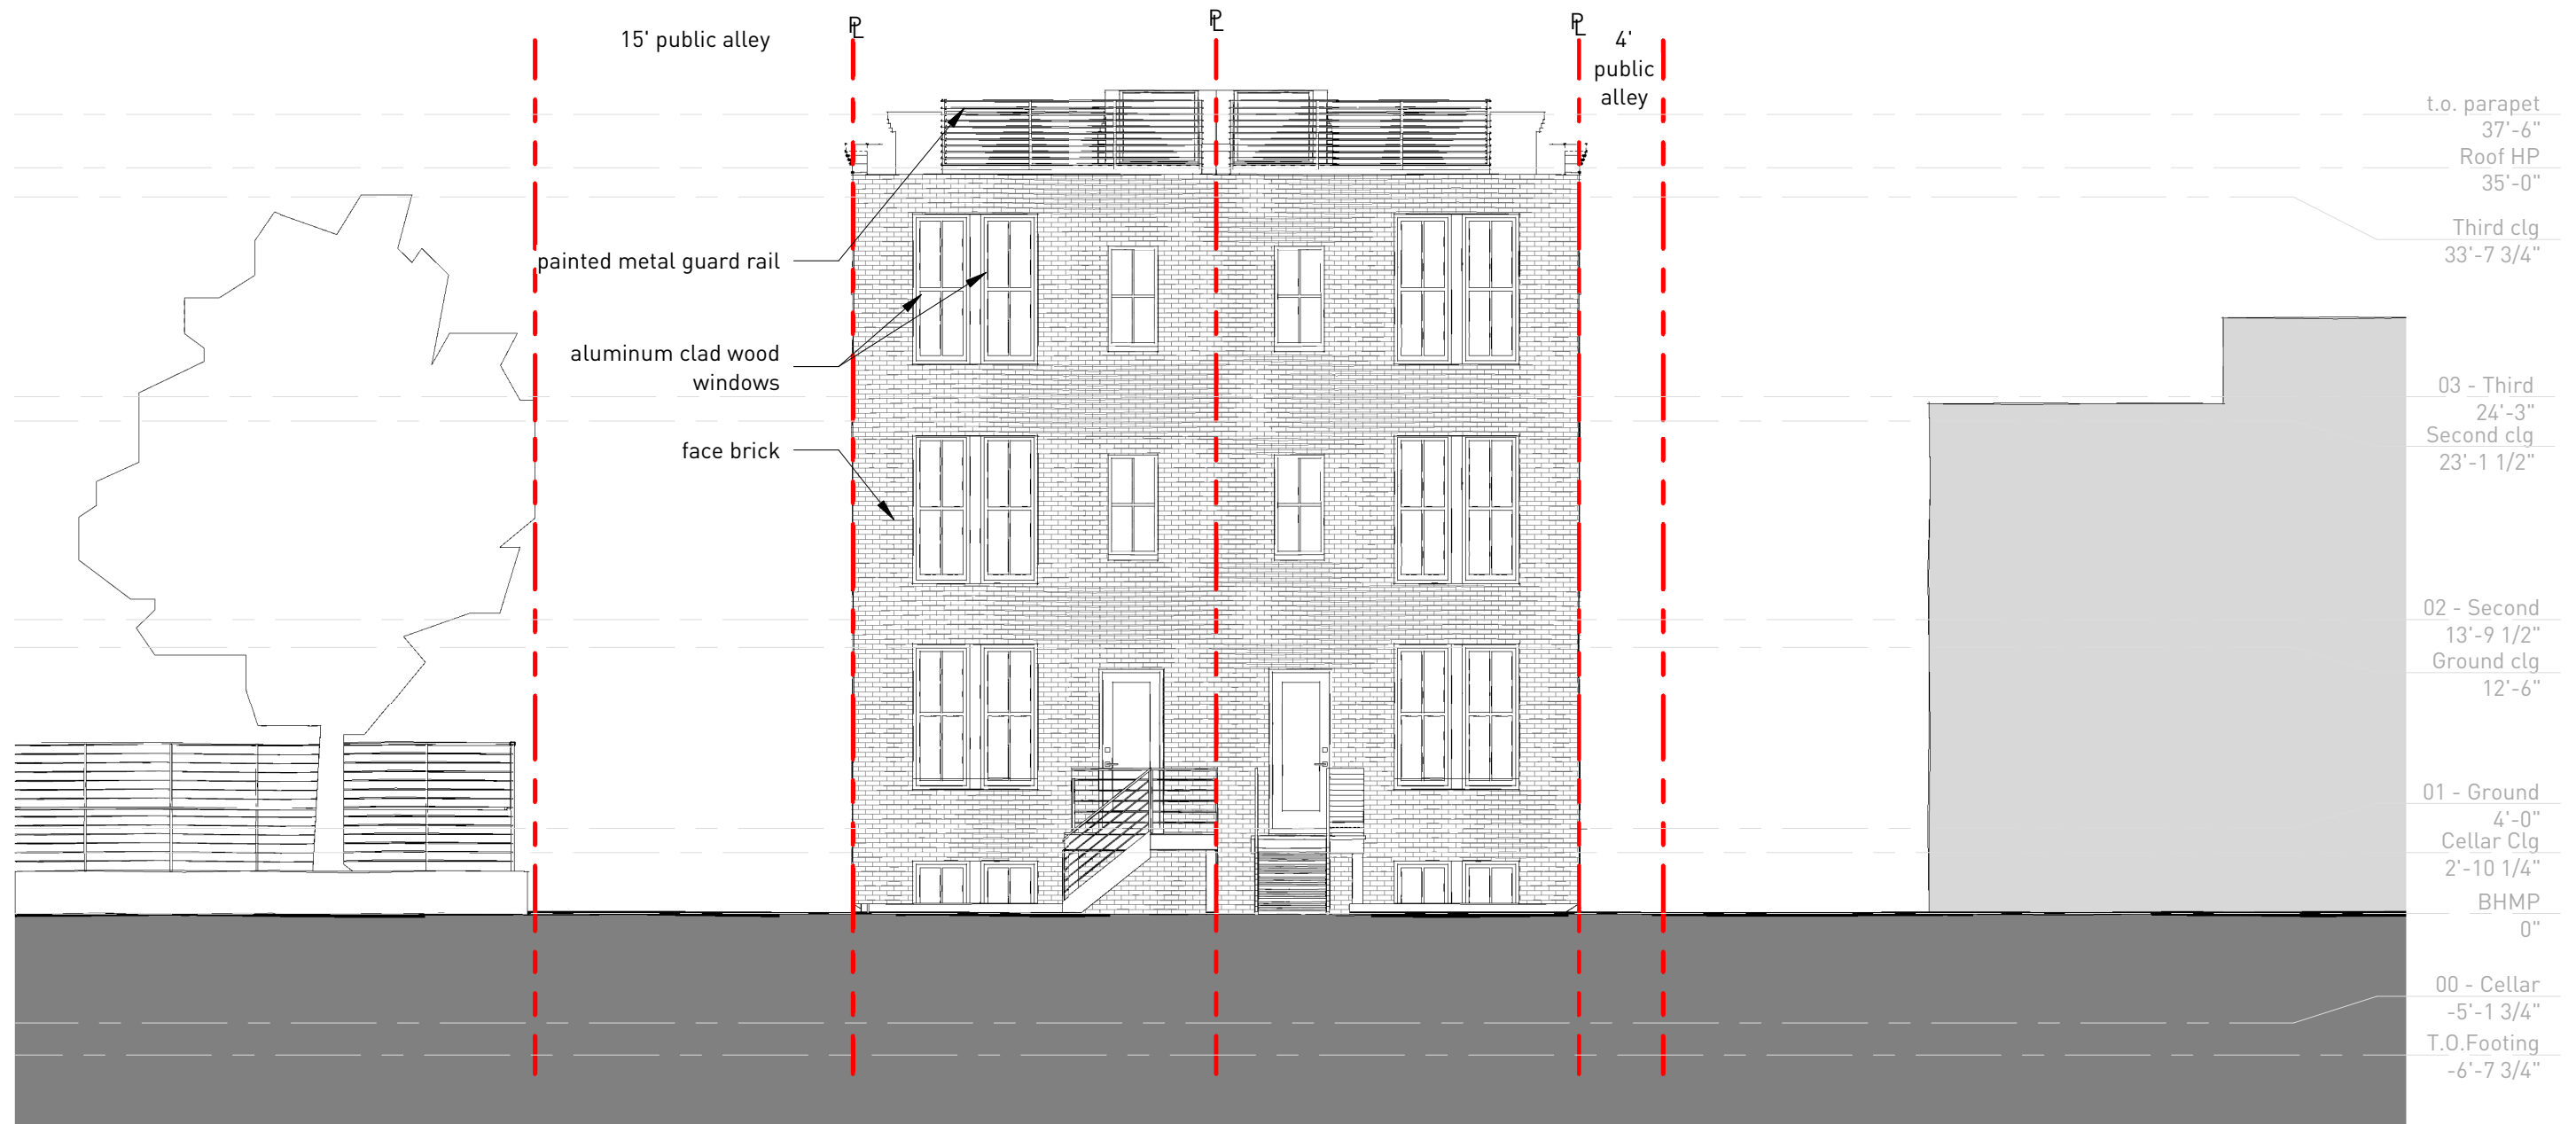 ℄
℄
℄
15' public alley
4'
public
alley
t.o. parapet
37'-6"
Roof HP
35'-0"
Third clg
33'-7 3/4"
painted metal guard rail
aluminum clad wood
windows
face brick
03 - Third
24'-3"
Second clg
23'-1 1/2"
02 - Second
13'-9 1/2"
Ground clg
12'-6"
01 - Ground
4'-0"
Cellar Clg
2'-10 1/4"
BHMP
0"
00 - Cellar
-5'-1 3/4"
T.O.Footing
-6'-7 3/4"